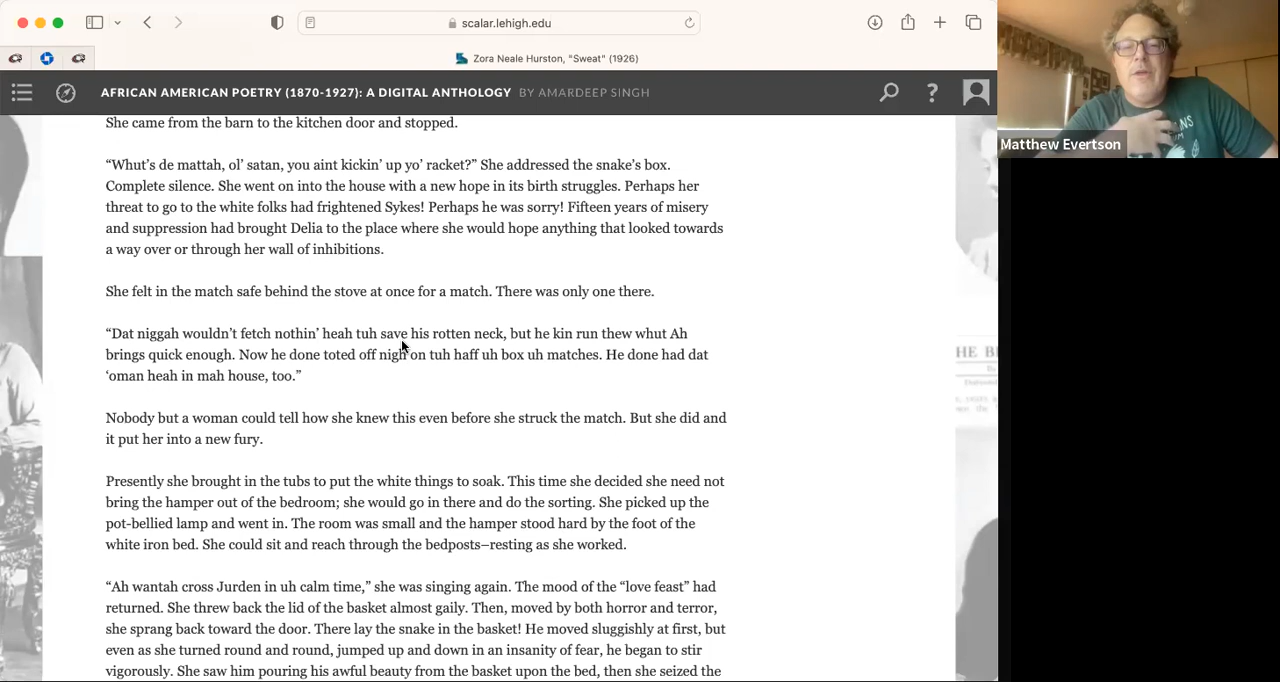 scalar.lehigh.edu
Zora Neale Hurston, "Sweat" (1926)
AFRICAN AMERICAN POETRY (1870-1927): A DIGITAL ANTHOLOGY BY AMARDEEP SINGH
She came from the barn to the kitchen door and stopped.
“Whut’s de mattah, ol’ satan, you aint kickin’ up yo’ racket?” She addressed the snake’s box.
Complete silence. She went on into the house with a new hope in its birth struggles. Perhaps her
threat to go to the white folks had frightened Sykes! Perhaps he was sorry! Fifteen years of misery
and suppression had brought Delia to the place where she would hope anything that looked towards
a way over or through her wall of inhibitions.
She felt in the match safe behind the stove at once for a match. There was only one there.
“Dat niggah wouldn’t fetch nothin’ heah tuh save his rotten neck, but he kin run thew whut Ah
brings quick enough. Now he done toted off nigh on tuh haff uh box uh matches. He done had dat
‘oman heah in mah house, too.”
Nobody but a woman could tell how she knew this even before she struck the match. But she did and
it put her into a new fury.
Presently she brought in the tubs to put the white things to soak. This time she decided she need not
bring the hamper out of the bedroom; she would go in there and do the sorting. She picked up the
pot-bellied lamp and went in. The room was small and the hamper stood hard by the foot of the
white iron bed. She could sit and reach through the bedposts–resting as she worked.
“Ah wantah cross Jurden in uh calm time,” she was singing again. The mood of the “love feast” had
returned. She threw back the lid of the basket almost gaily. Then, moved by both horror and terror,
she sprang back toward the door. There lay the snake in the basket! He moved sluggishly at first, but
even as she turned round and round, jumped up and down in an insanity of fear, he began to stir
vigorously. She saw him pouring his awful beauty from the basket upon the bed, then she seized the
Matthew Evertson
HE B